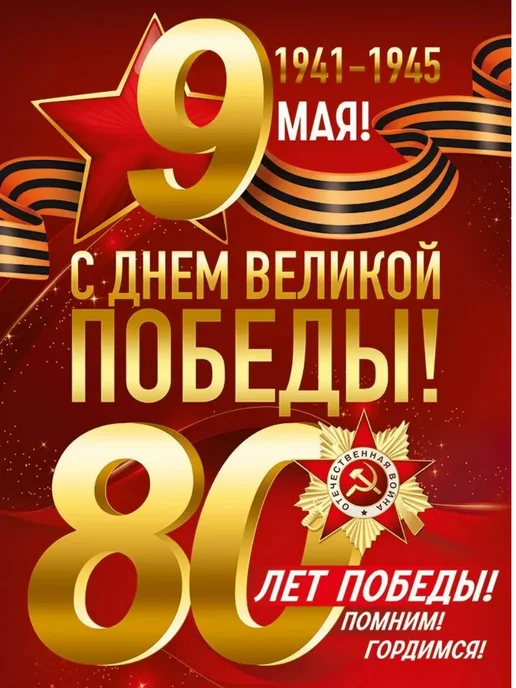 9
1941–1945
МАЯ!
С ДНЕМ ВЕЛИКОЙ
ПОБЕДЫ!
80
ОТЕЧЕСТВЕННАЯ ВОЙНА
ЛЕТ ПОБЕДЫ!
ПОМНИМ!
ГОРДИМСЯ!